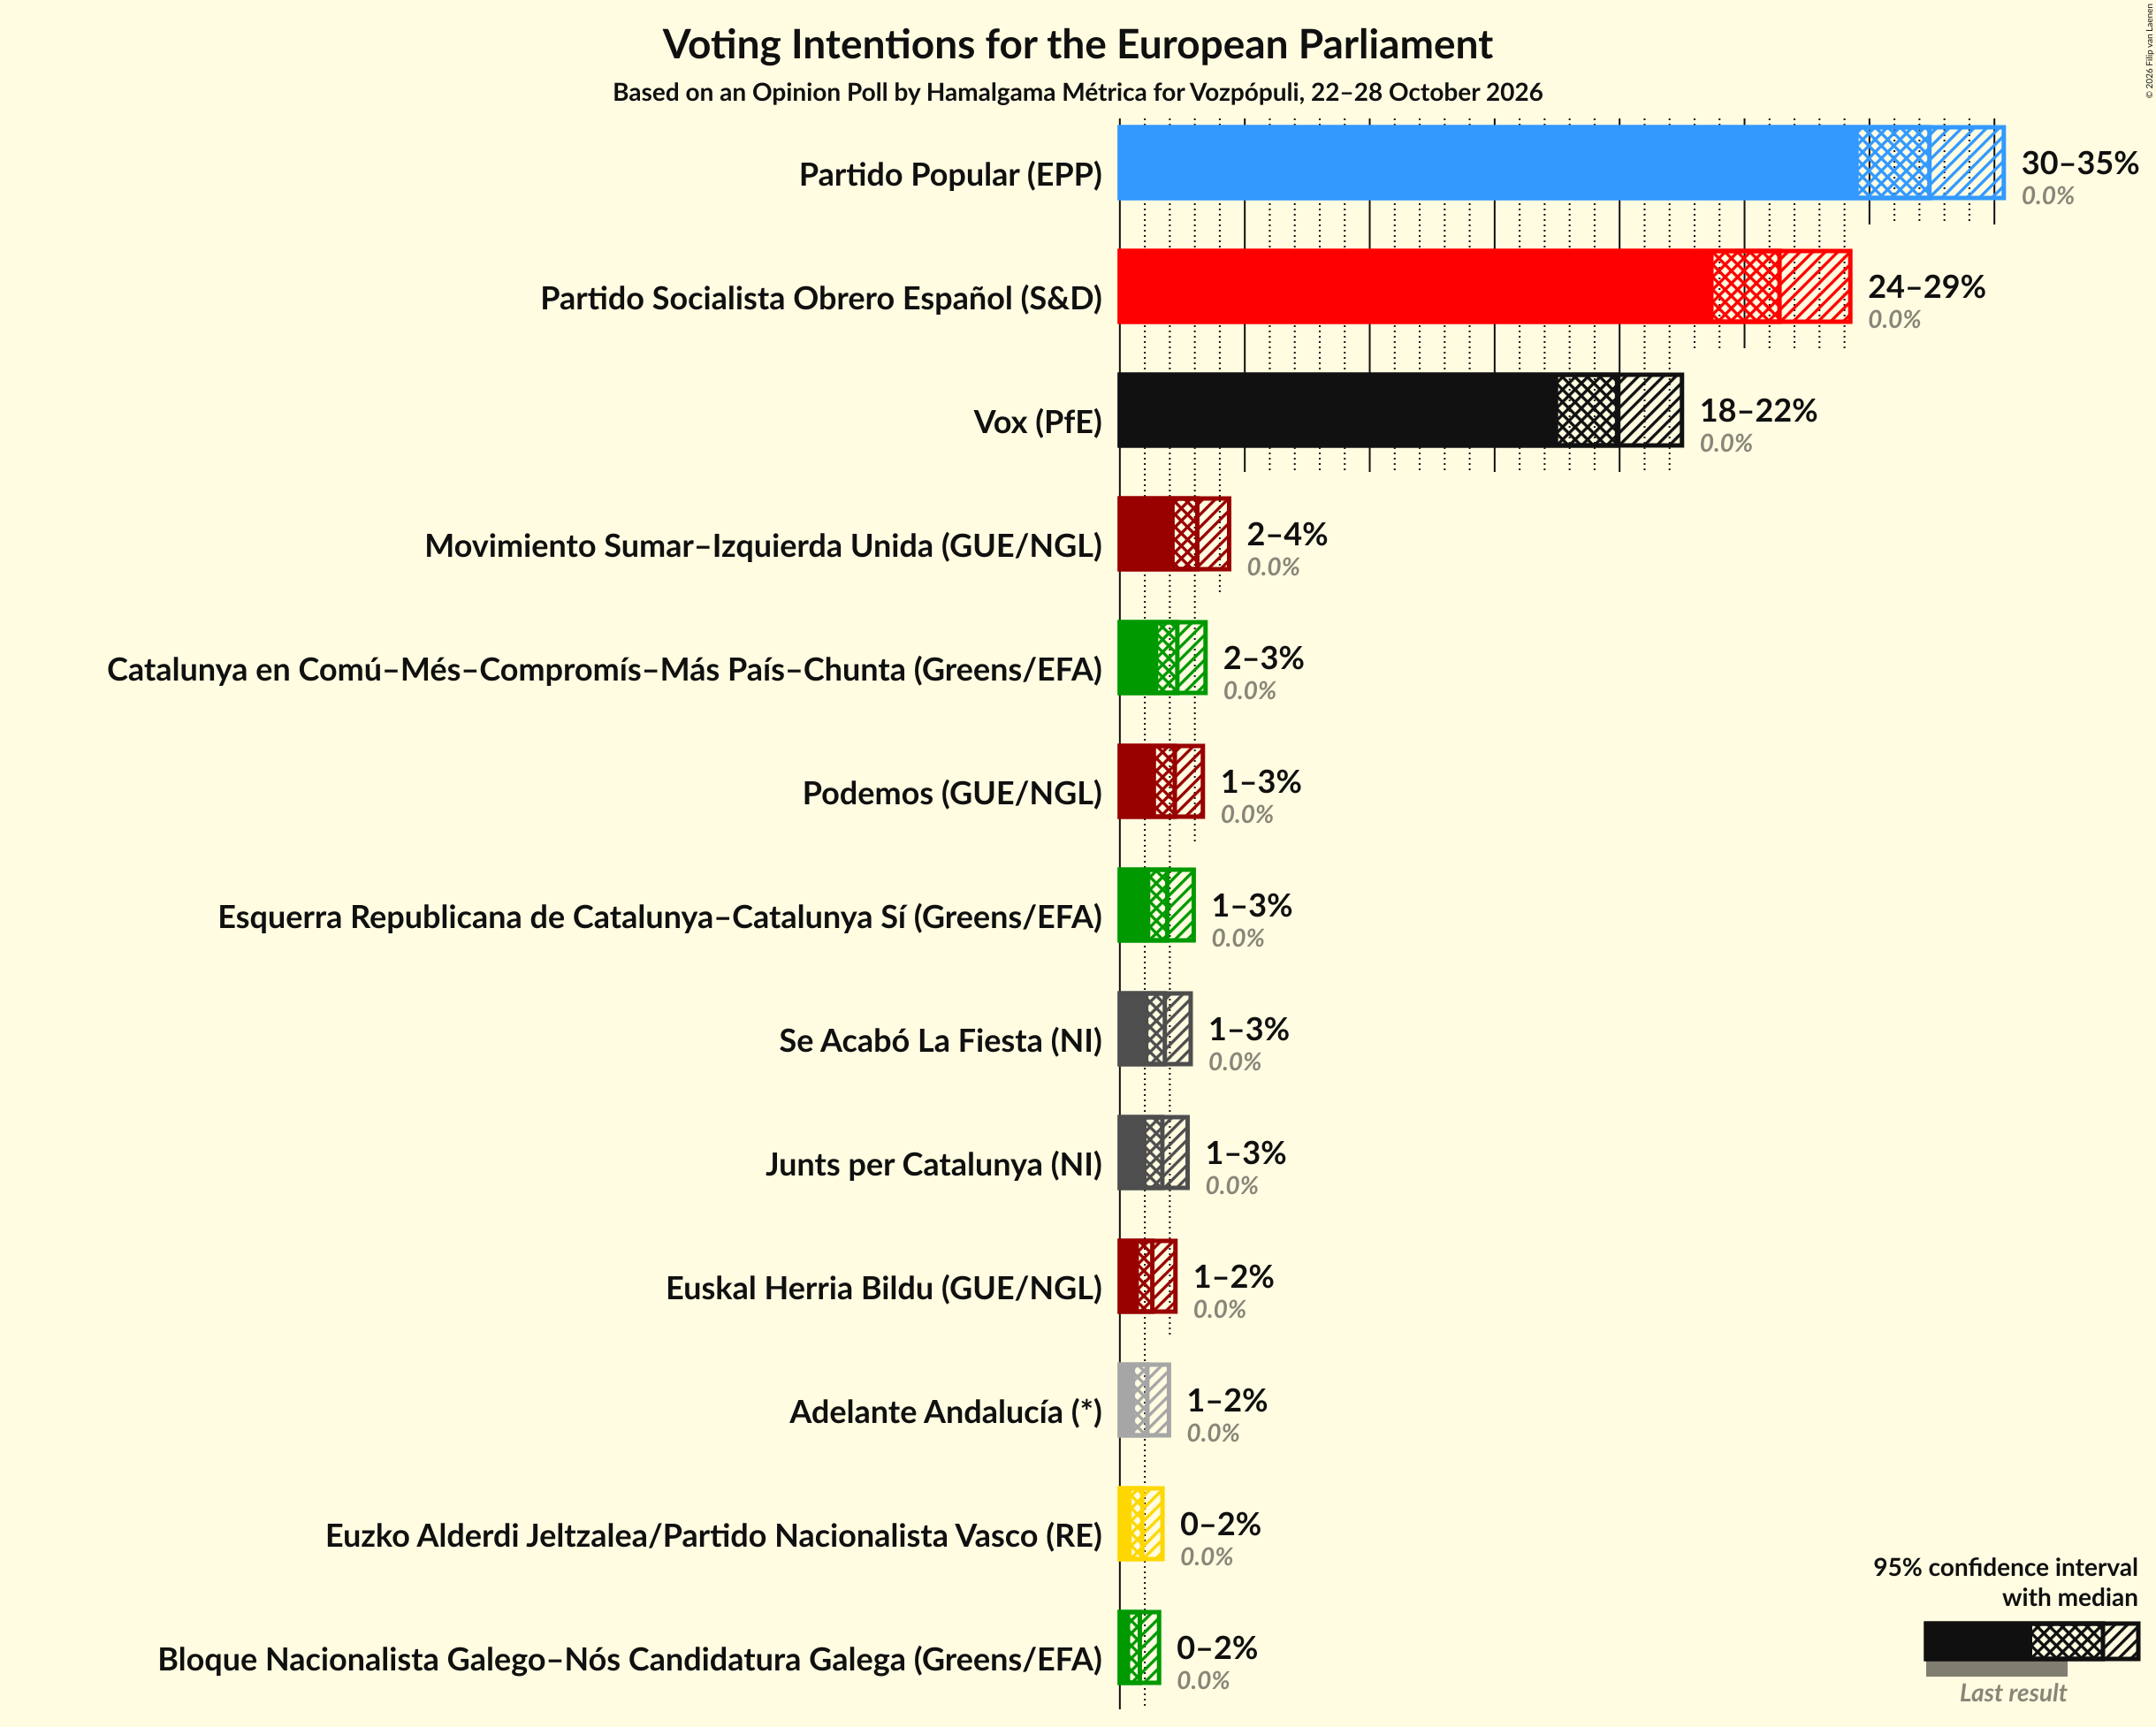 Voting Intentions for the European Parliament
Based on an Opinion Poll by Hamalgama Métrica for Vozpópuli, 22–28 October 2026
© 2026 Filip van Laenen
Partido Popular (EPP)
30–35%
0.0%
Partido Socialista Obrero Español (S&D)
24–29%
0.0%
Vox (PfE)
18–22%
0.0%
Movimiento Sumar–Izquierda Unida (GUE/NGL)
2–4%
0.0%
Catalunya en Comú–Més–Compromís–Más País–Chunta (Greens/EFA)
2–3%
0.0%
Podemos (GUE/NGL)
1–3%
0.0%
Esquerra Republicana de Catalunya–Catalunya Sí (Greens/EFA)
1–3%
0.0%
Se Acabó La Fiesta (NI)
1–3%
0.0%
Junts per Catalunya (NI)
1–3%
0.0%
Euskal Herria Bildu (GUE/NGL)
1–2%
0.0%
Adelante Andalucía (*)
1–2%
0.0%
Euzko Alderdi Jeltzalea/Partido Nacionalista Vasco (RE)
0–2%
0.0%
Bloque Nacionalista Galego–Nós Candidatura Galega (Greens/EFA)
0–2%
0.0%
95% confidence interval
with median
Last result